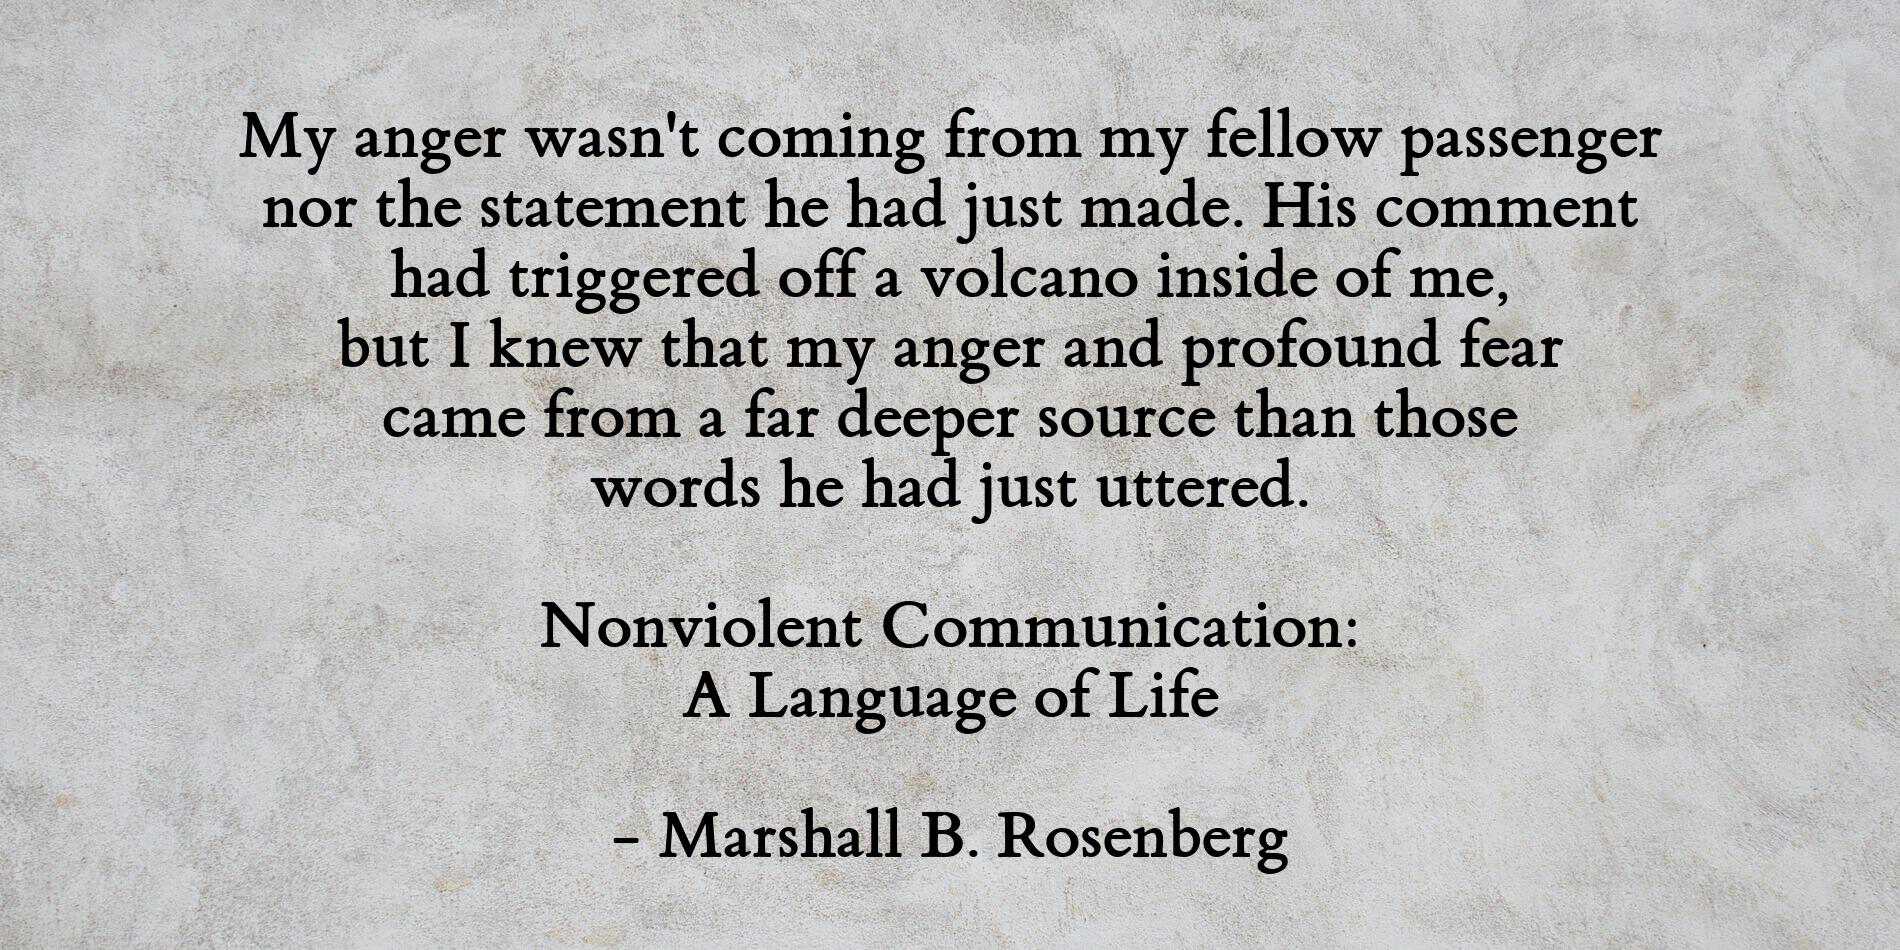 My anger wasn't coming from my fellow passenger
nor the statement he had just made. His comment
had triggered off a volcano inside of me,
but I knew that my anger and profound fear
came from a far deeper source than those
words he had just uttered.
Nonviolent Communication:
A Language of Life
- Marshall B. Rosenberg